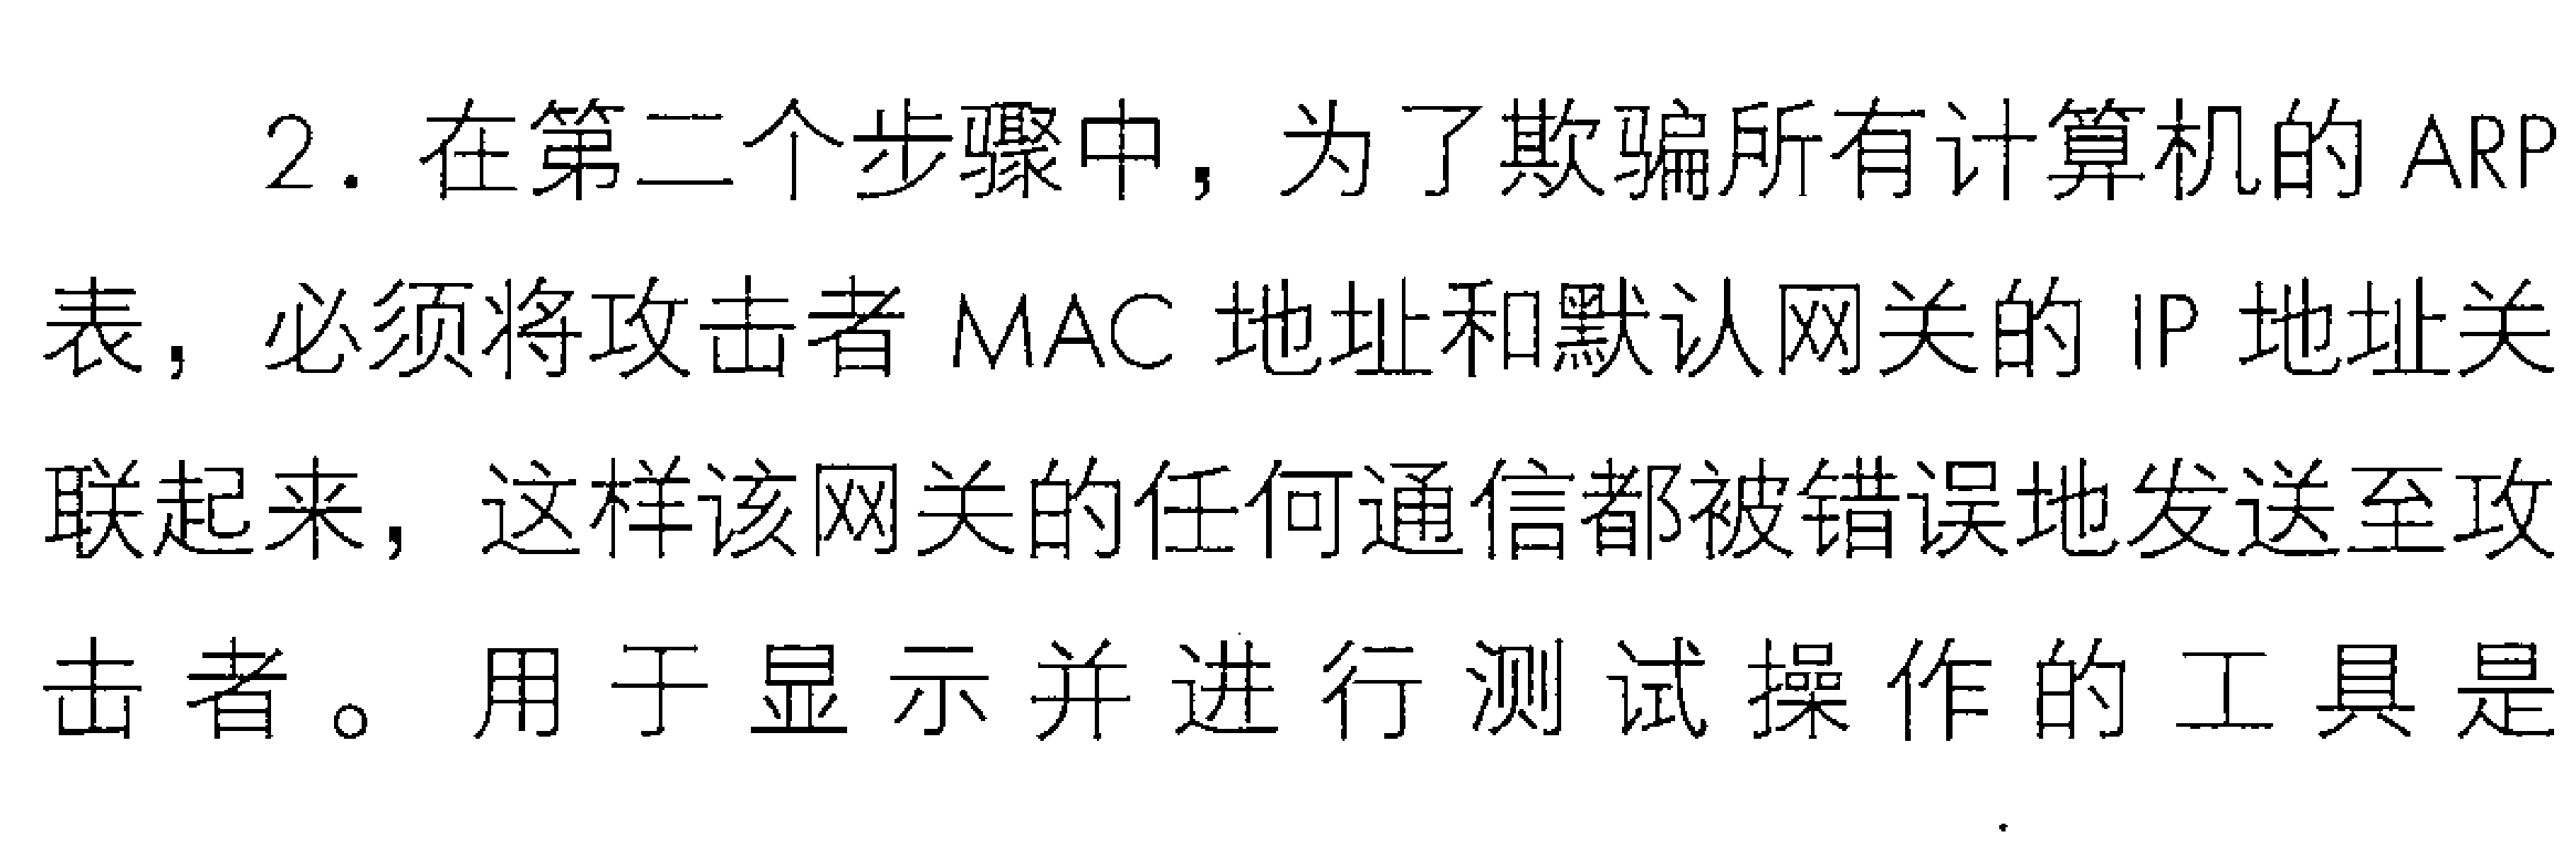 2. 在第二个步骤中，为了欺骗所有计算机的 ARP
表，必须将攻击者 MAC 地址和默认网关的 IP 地址关
联起来，这样该网关的任何通信都被错误地发送至攻
击者。用于显示并进行测试操作的工具是